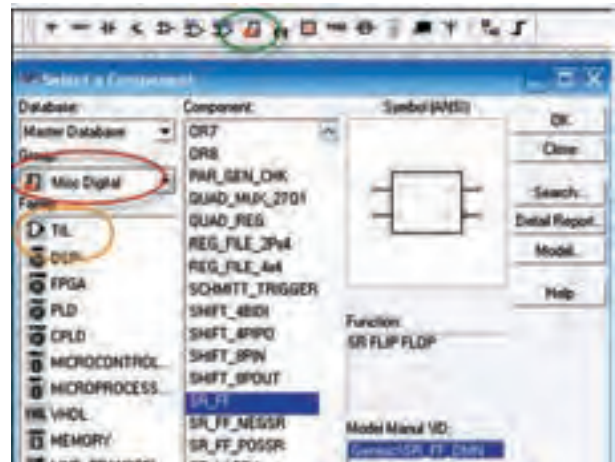 Select a Component
Database:
Master Database
Group:
Misc Digital
Family:
TIL
DSP
FPGA
PLD
CPLD
MICROCONTROL...
MICROPROCESS...
VHDL
MEMORY
Component:
OR7
OR8
PAR_GEN_CHK
QUAD_MUX_2TO1
QUAD_REG
REG_FILE_2Px4
REG_FILE_4x4
SCHMITT_TRIGGER
SHIFT_4BIDI
SHIFT_4PIPO
SHIFT_8PIN
SHIFT_8POUT
SR_FF
SR_FF_NEGSR
SR_FF_POSSR
Symbol (ANSI)
Function:
SR FLIP FLOP
Model Manuf.\ID:
Generic\SR_FF_DMN
OK
Close
Search...
Detail Report...
Model...
Help